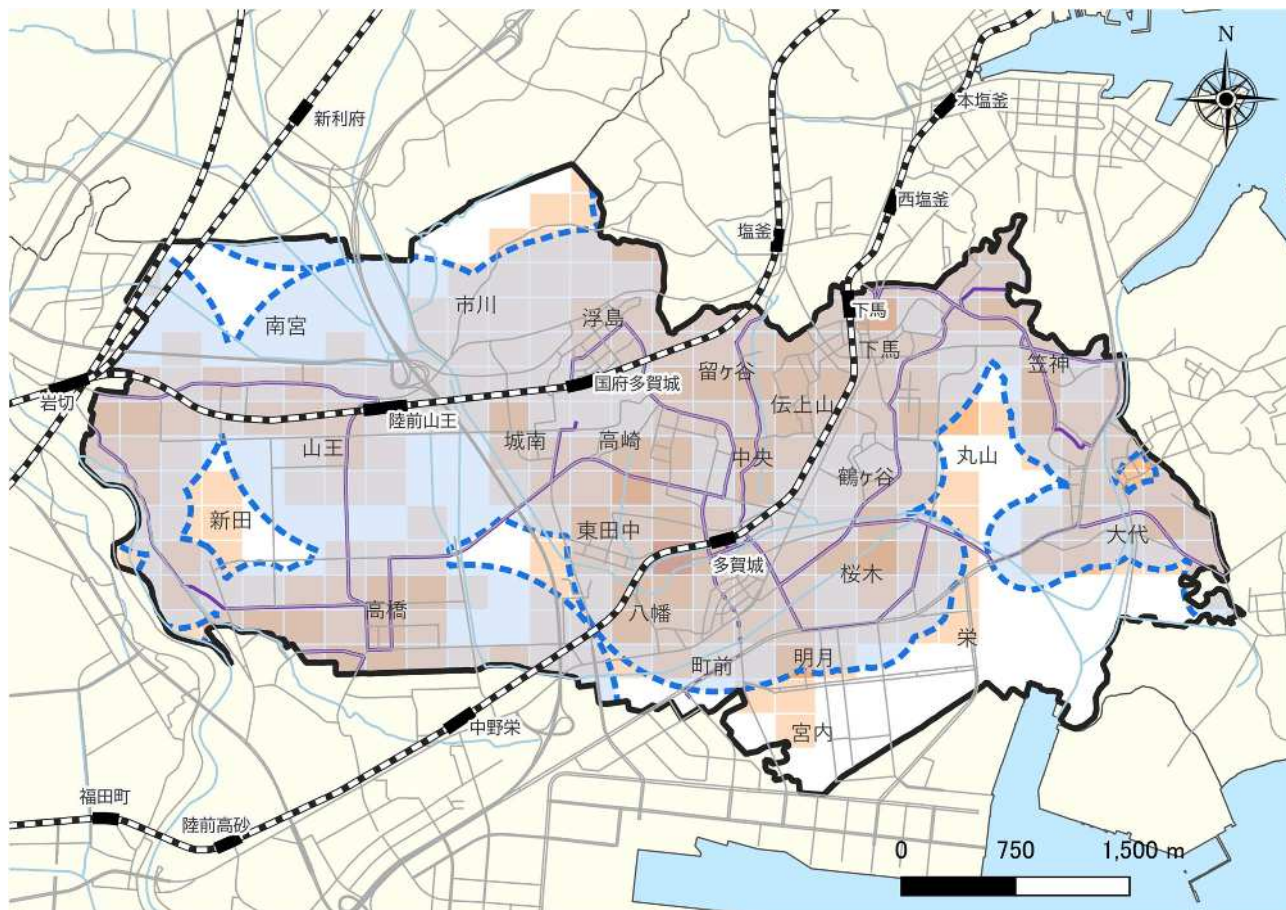 N
本塩釜
新利府
西塩釜
塩釜
市川
下馬
南宮
浮島
下馬
笠神
留ヶ谷
国府多賀城
岩切
伝上山
陸前山王
城南
高崎
山王
中央
丸山
鶴ヶ谷
新田
東田中
大代
多賀城
桜木
高橋
八幡
栄
明月
町前
中野栄
宮内
福田町
陸前高砂
0 750 1,500 m